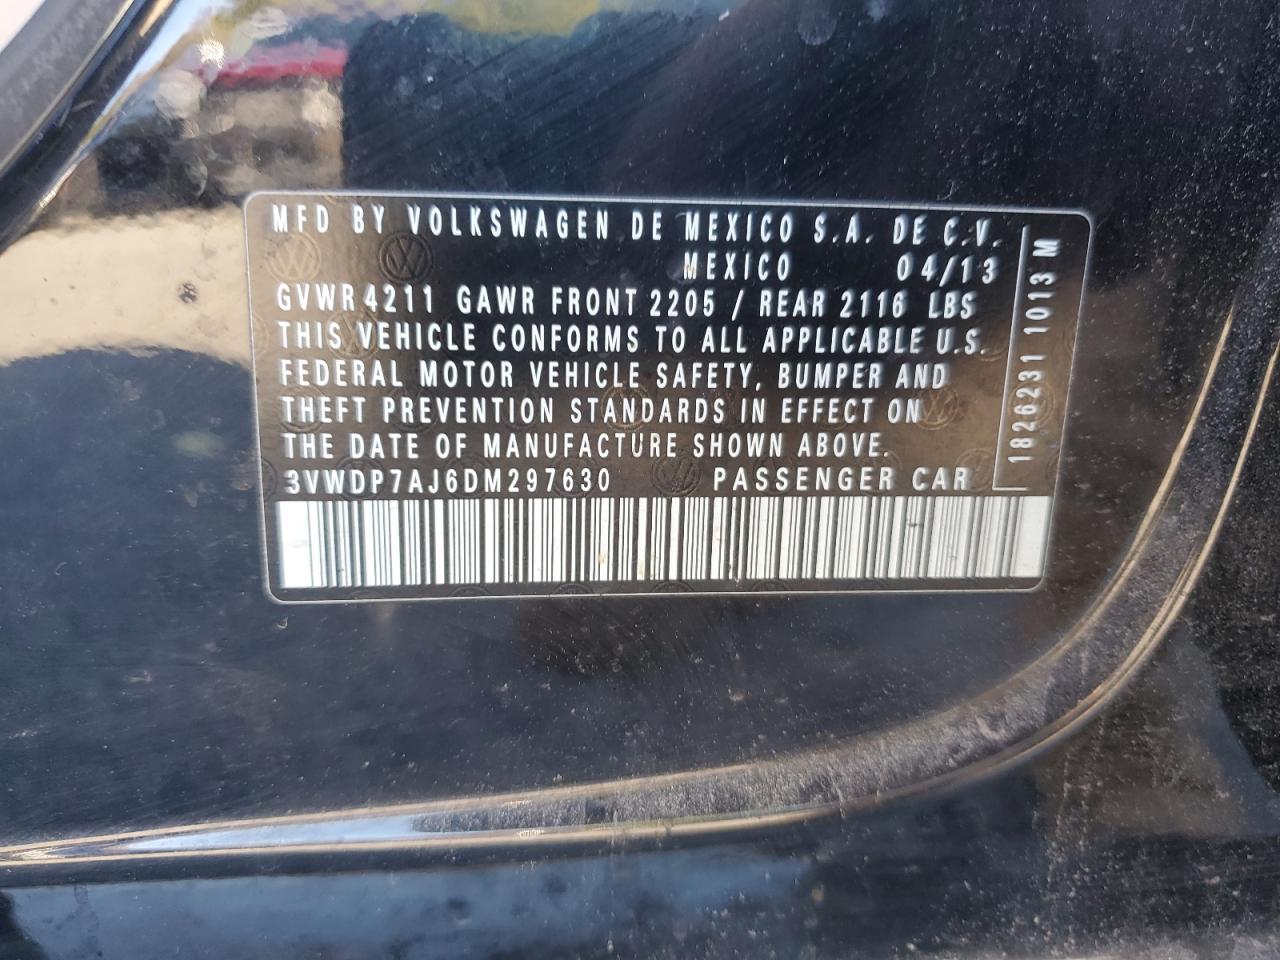 MFD BY VOLKSWAGEN DE MEXICO S.A. DE C.V.
MEXICO 04/13
GVWR 4211 GAWR FRONT 2205 / REAR 2116 LBS
THIS VEHICLE CONFORMS TO ALL APPLICABLE U.S.
FEDERAL MOTOR VEHICLE SAFETY, BUMPER AND
THEFT PREVENTION STANDARDS IN EFFECT ON
THE DATE OF MANUFACTURE SHOWN ABOVE.
3VWDP7AJ6DM297630 PASSENGER CAR
1826231 1013 M